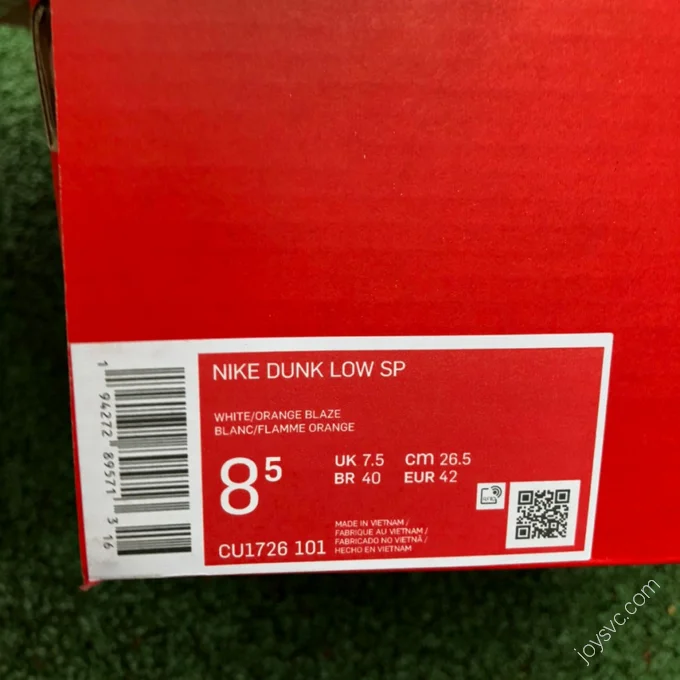 NIKE DUNK LOW SP
WHITE/ORANGE BLAZE
BLANC/FLAMME ORANGE
8⁵
UK 7.5 cm 26.5
BR 40 EUR 42
CU1726 101
MADE IN VIETNAM /
FABRIQUE AU VIETNAM /
FABRICADO NO VIETNÃ /
HECHO EN VIETNAM
1 94272 89571 3 16
joysvc.com